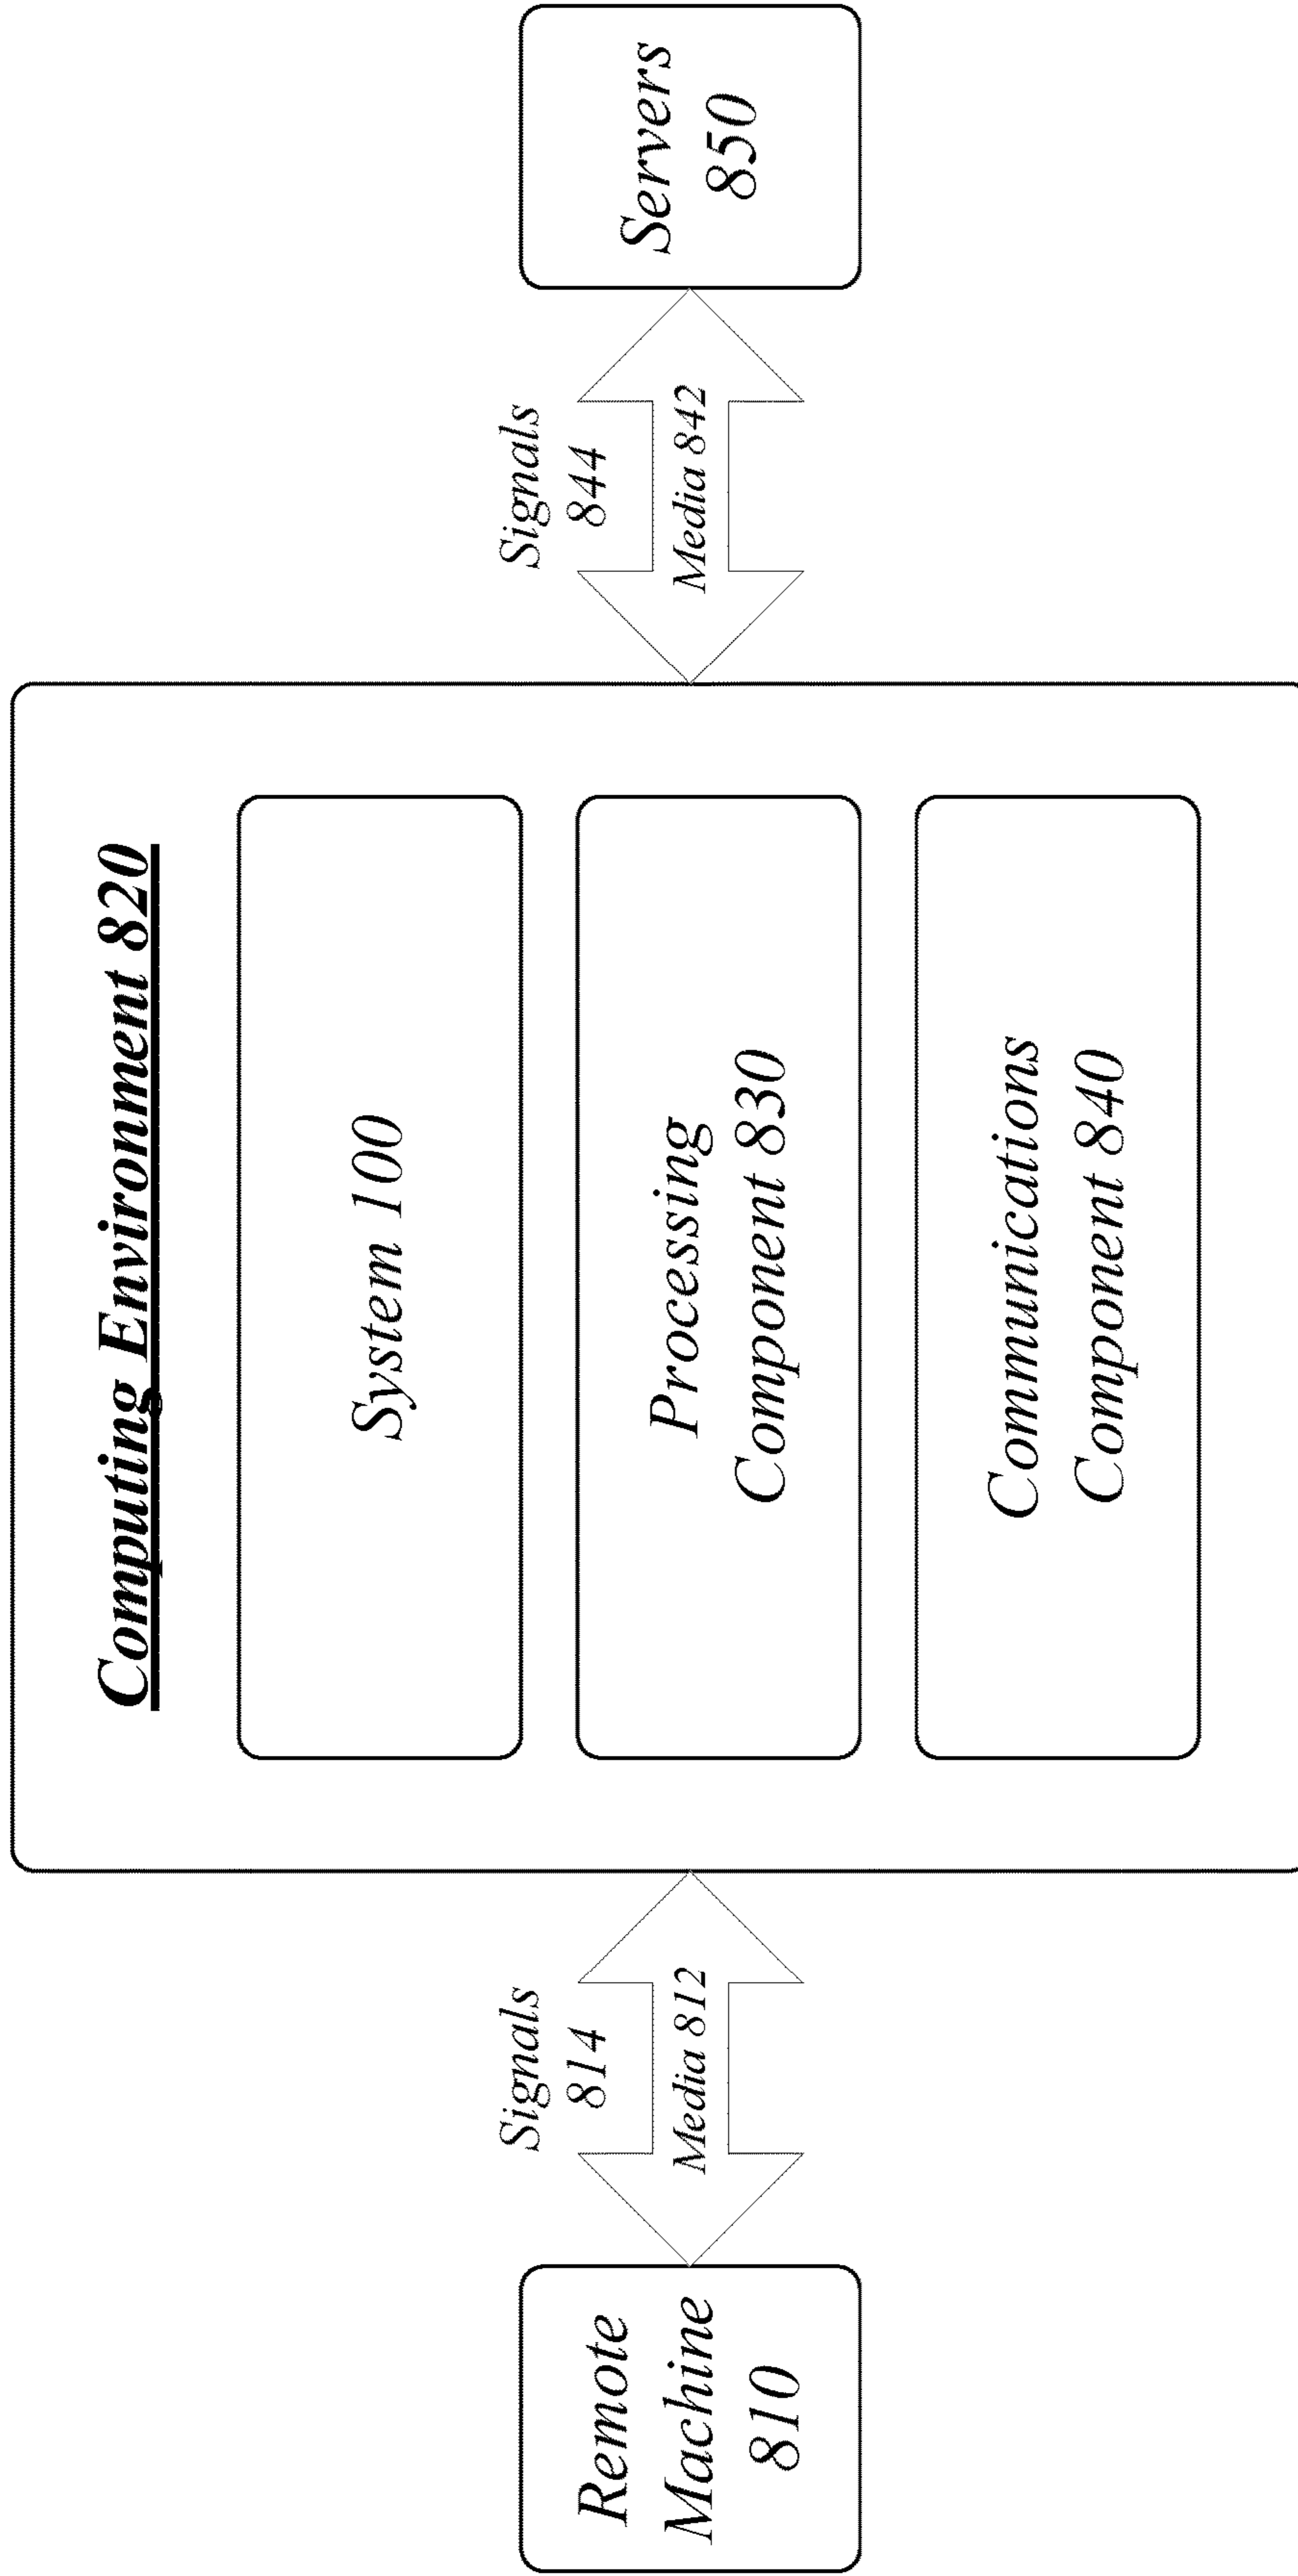 Computing Environment 820
System 100
Processing
Component 830
Communications
Component 840
Remote
Machine
810
Signals
814
Media 812
Signals
844
Media 842
Servers
850